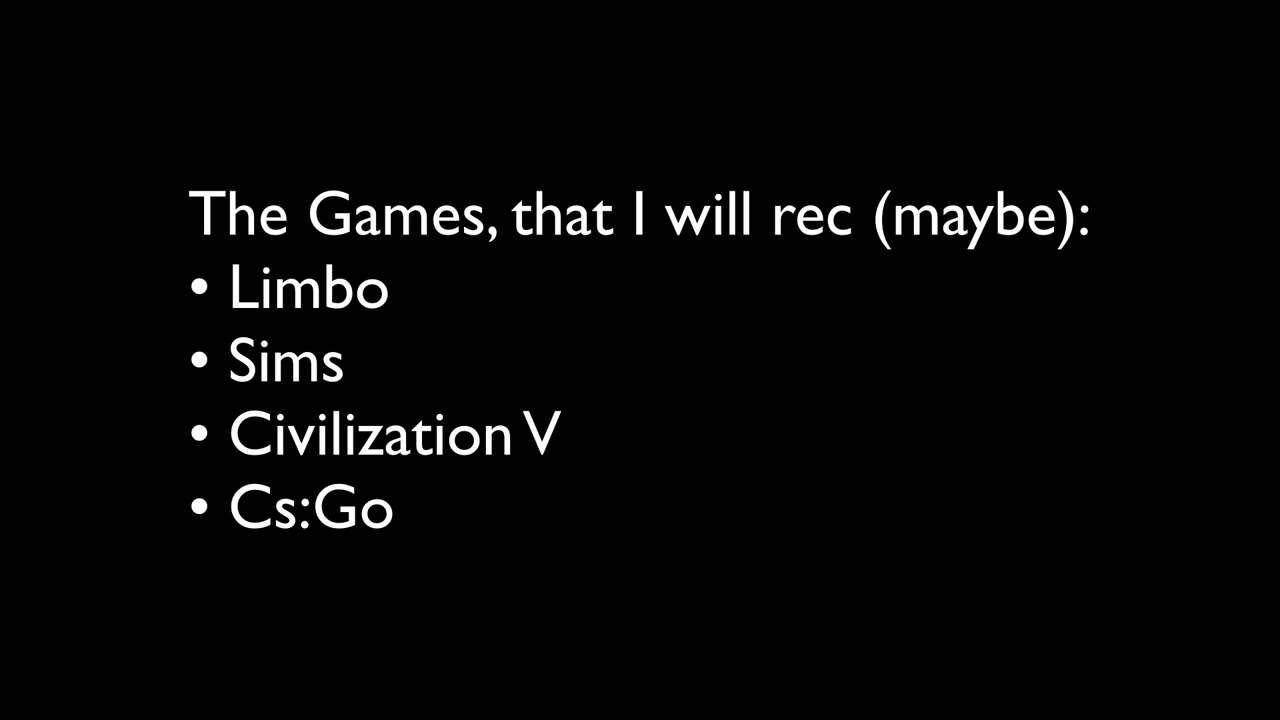 The Games, that I will rec (maybe):
• Limbo
• Sims
• Civilization V
• Cs:Go